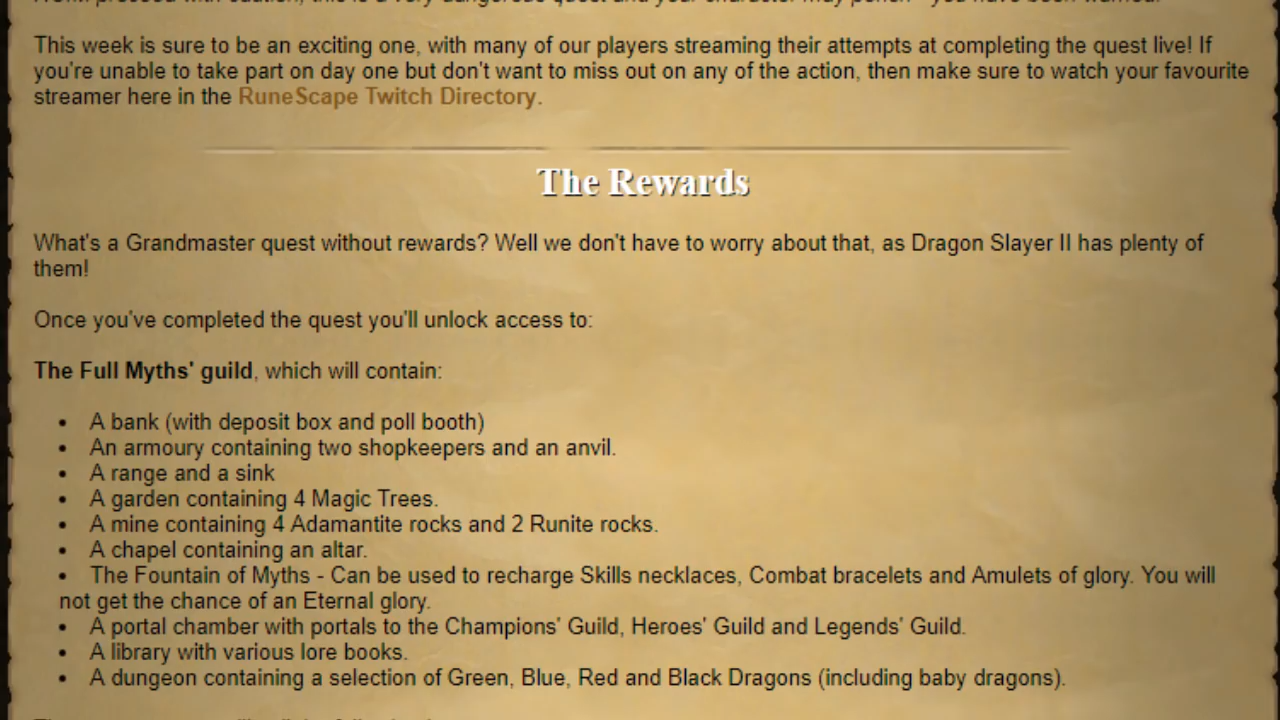 This week is sure to be an exciting one, with many of our players streaming their attempts at completing the quest live! If
you're unable to take part on day one but don't want to miss out on any of the action, then make sure to watch your favourite
streamer here in the RuneScape Twitch Directory.
The Rewards
What's a Grandmaster quest without rewards? Well we don't have to worry about that, as Dragon Slayer II has plenty of
them!
Once you've completed the quest you'll unlock access to:
The Full Myths' guild, which will contain:
• A bank (with deposit box and poll booth)
• An armoury containing two shopkeepers and an anvil.
• A range and a sink
• A garden containing 4 Magic Trees.
• A mine containing 4 Adamantite rocks and 2 Runite rocks.
• A chapel containing an altar.
• The Fountain of Myths - Can be used to recharge Skills necklaces, Combat bracelets and Amulets of glory. You will
not get the chance of an Eternal glory.
• A portal chamber with portals to the Champions' Guild, Heroes' Guild and Legends' Guild.
• A library with various lore books.
• A dungeon containing a selection of Green, Blue, Red and Black Dragons (including baby dragons).